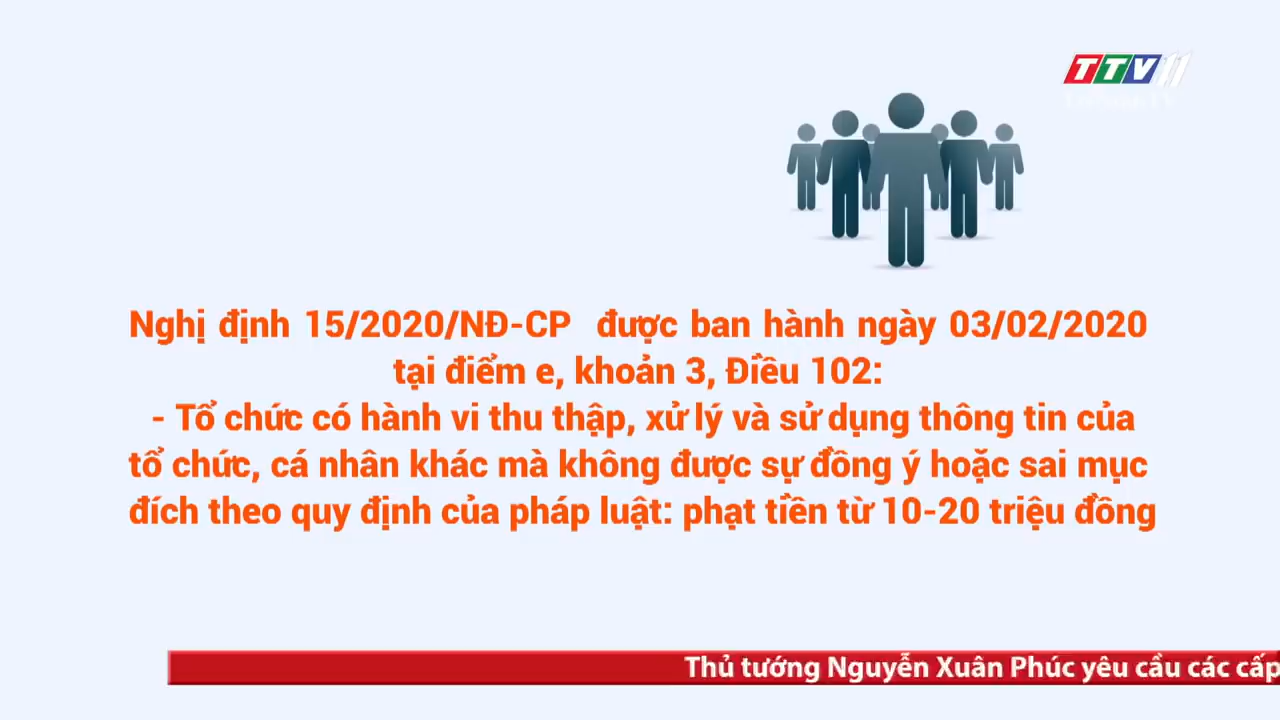 TTV11
Nghị định 15/2020/NĐ-CP được ban hành ngày 03/02/2020
tại điểm e, khoản 3, Điều 102:
- Tổ chức có hành vi thu thập, xử lý và sử dụng thông tin của
tổ chức, cá nhân khác mà không được sự đồng ý hoặc sai mục
đích theo quy định của pháp luật: phạt tiền từ 10-20 triệu đồng
Thủ tướng Nguyễn Xuân Phúc yêu cầu các cấp